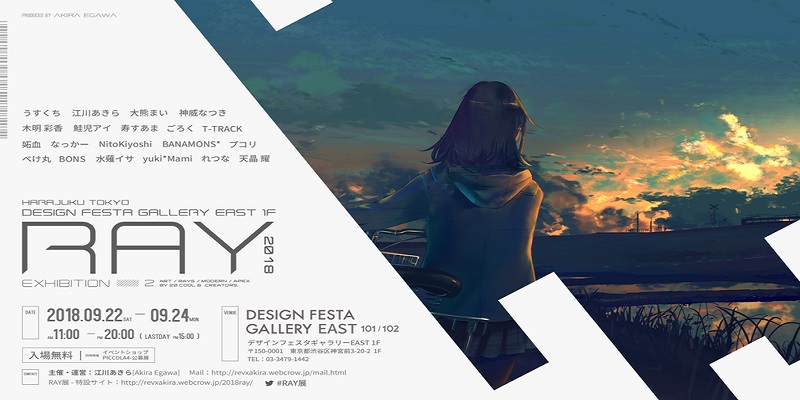 PRODUCED BY AKIRA EGAWA
うすくち 江川あきら 大熊まい 神威なつき
木明 彩香 鮭児アイ 寿すあま ごろく T-TRACK
妬血 なっかー NitoKiyoshi BANAMONS* ブコリ
ぺけ丸 BONS 水薙イサ yuki*Mami れつな 天晶 耀
HARAJUKU TOKYO
DESIGN FESTA GALLERY EAST 1F
RAY 2018
EXHIBITION 2 ART / RAYS / MODERN / APEX
BY 20 COOL & CREATORS.
DATE 2018.09.22 SAT — 09.24 MON
AM 11:00 — PM 20:00 ( LASTDAY PM 15:00 )
VENUE DESIGN FESTA
GALLERY EAST 101 / 102
デザインフェスタギャラリーEAST 1F
〒150-0001 東京都渋谷区神宮前3-20-2 1F
TEL : 03-3479-1442
入場無料 イベントショップ
PICCOLA4-公募展
CONTACT 主催・運営 : 江川あきら[Akira Egawa] Mail : http://revxakira.webcrow.jp/mail.html
RAY展 - 特設サイト : http://revxakira.webcrow.jp/2018ray/ #RAY展